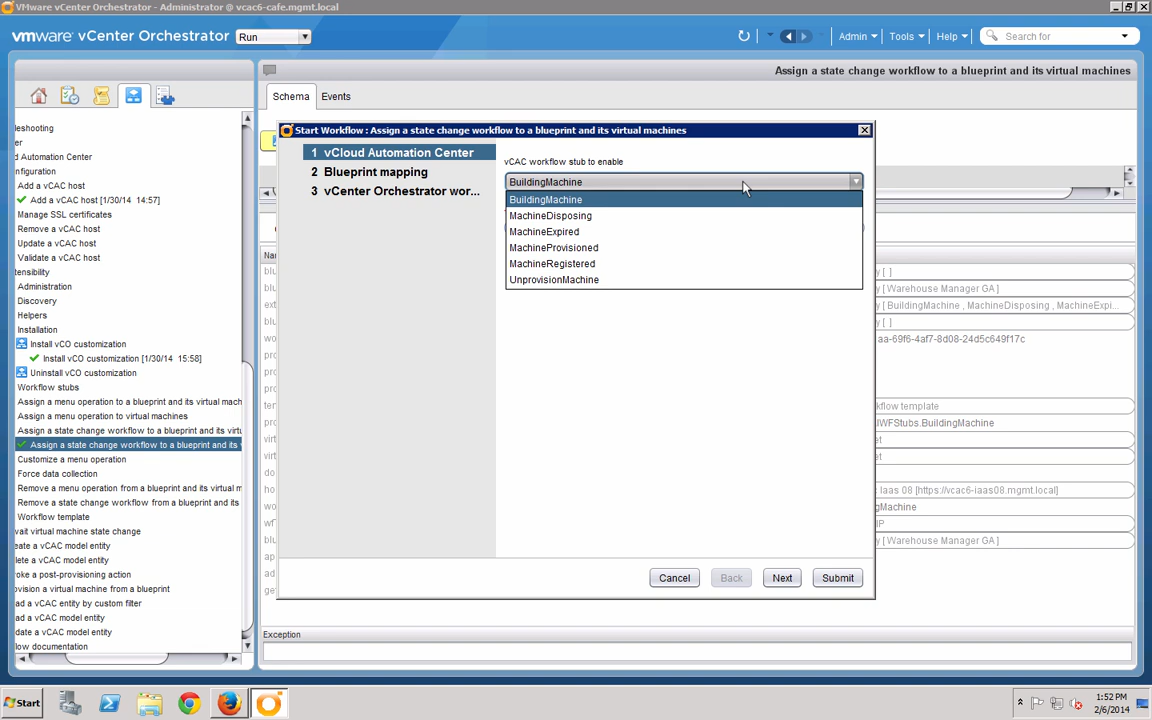 VMware vCenter Orchestrator - Administrator @ vcac6-cafe.mgmt.local
vmware vCenter Orchestrator
Run
Admin
Tools
Help
Search for
Assign a state change workflow to a blueprint and its virtual machines
Schema
Events
leshooting
er
d Automation Center
nfiguration
Add a vCAC host
Add a host [1/30/14 14:57]
Manage SSL certificates
Remove a vCAC host
Update a vCAC host
Validate a vCAC host
tensibility
Administration
Discovery
Helpers
Installation
Install vCO customization
Install vCO customization [1/30/14 15:58]
Uninstall vCO customization
Workflow stubs
Assign a menu operation to a blueprint and its virtual mach
Assign a menu operation to virtual machines
Assign a state change workflow to a blueprint and its virtu
Assign a state change workflow to a blueprint and its
Customize a menu operation
Force data collection
Remove a menu operation from a blueprint and its virtual m
Remove a state change workflow from a blueprint and its
Workflow template
wait virtual machine state change
eate a vCAC model entity
lete a vCAC model entity
roke a post-provisioning action
ovision a virtual machine from a blueprint
ad a vCAC entity by custom filter
ad a vCAC model entity
date a vCAC model entity
low documentation
Start Workflow : Assign a state change workflow to a blueprint and its virtual machines
1 vCloud Automation Center
2 Blueprint mapping
3 vCenter Orchestrator wor...
vCAC workflow stub to enable
BuildingMachine
BuildingMachine
MachineDisposing
MachineExpired
MachineProvisioned
MachineRegistered
UnprovisionMachine
Cancel
Back
Next
Submit
y [ ]
y [ Warehouse Manager GA ]
y [ BuildingMachine , MachineDisposing , MachineExpi...
y [ ]
aa-69f6-4af7-8d08-24d5c649f17c
kflow template
IWFStubs.BuildingMachine
et
et
: Iaas 08 [https://vcac6-iaas08.mgmt.local]
gMachine
IP
y [ Warehouse Manager GA ]
Exception
Start
1:52 PM
2/6/2014